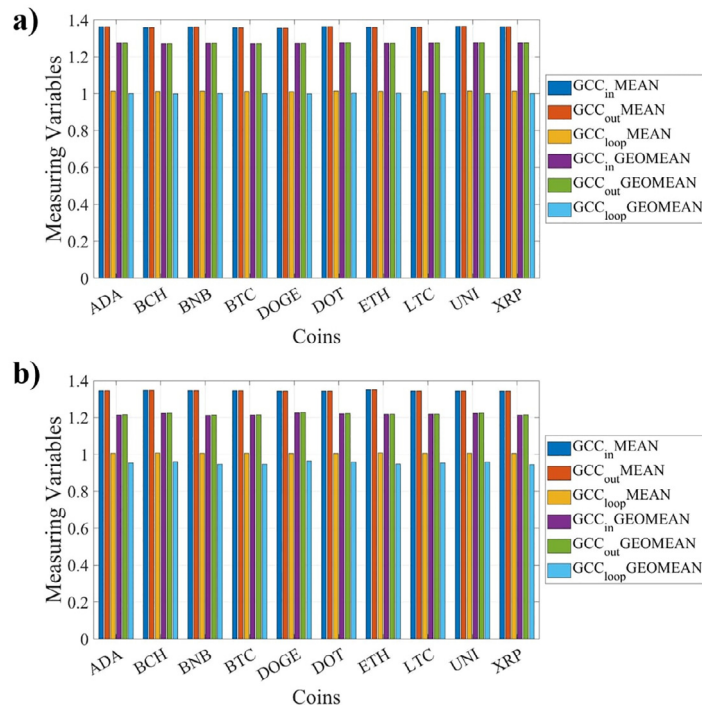 a)
1.4
1.2
1
0.8
0.6
0.4
0.2
0
Measuring Variables
ADA BCH BNB BTC DOGE DOT ETH LTC UNI XRP
Coins
GCCinMEAN
GCCoutMEAN
GCCloopMEAN
GCCinGEOMEAN
GCCoutGEOMEAN
GCCloopGEOMEAN
b)
1.4
1.2
1
0.8
0.6
0.4
0.2
0
Measuring Variables
ADA BCH BNB BTC DOGE DOT ETH LTC UNI XRP
Coins
GCCinMEAN
GCCoutMEAN
GCCloopMEAN
GCCinGEOMEAN
GCCoutGEOMEAN
GCCloopGEOMEAN